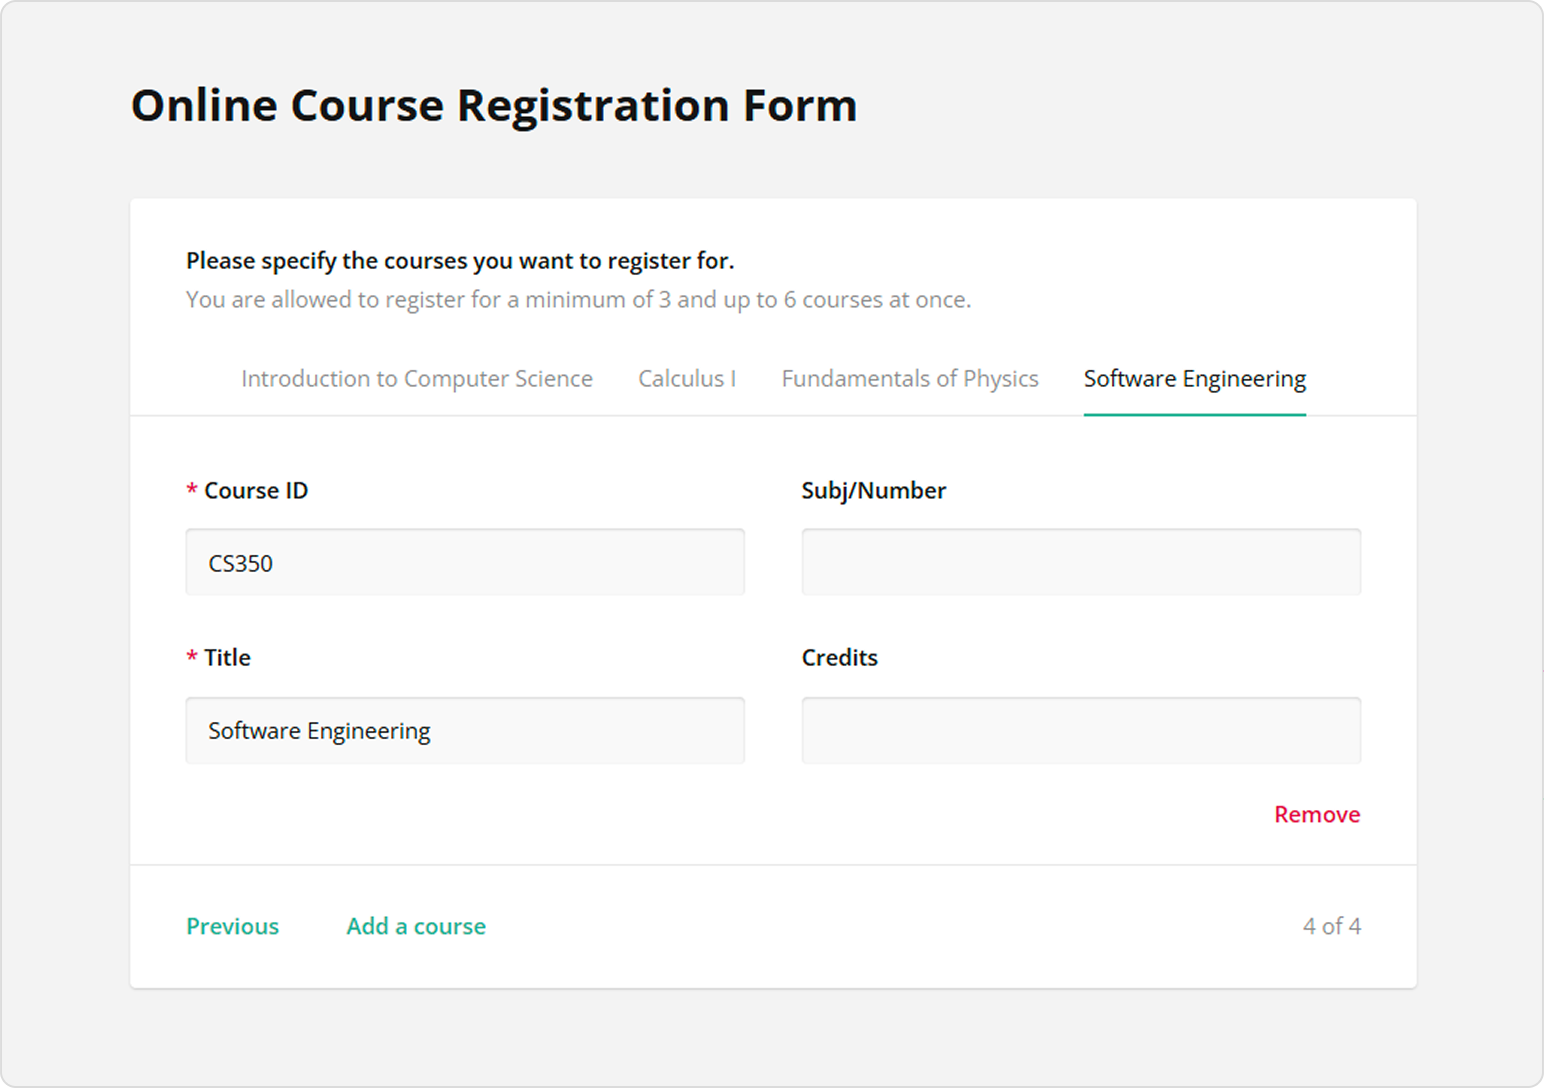 Online Course Registration Form
Please specify the courses you want to register for.
You are allowed to register for a minimum of 3 and up to 6 courses at once.
Introduction to Computer Science Calculus I Fundamentals of Physics Software Engineering
* Course ID Subj/Number
CS350
* Title Credits
Software Engineering
Remove
Previous Add a course 4 of 4